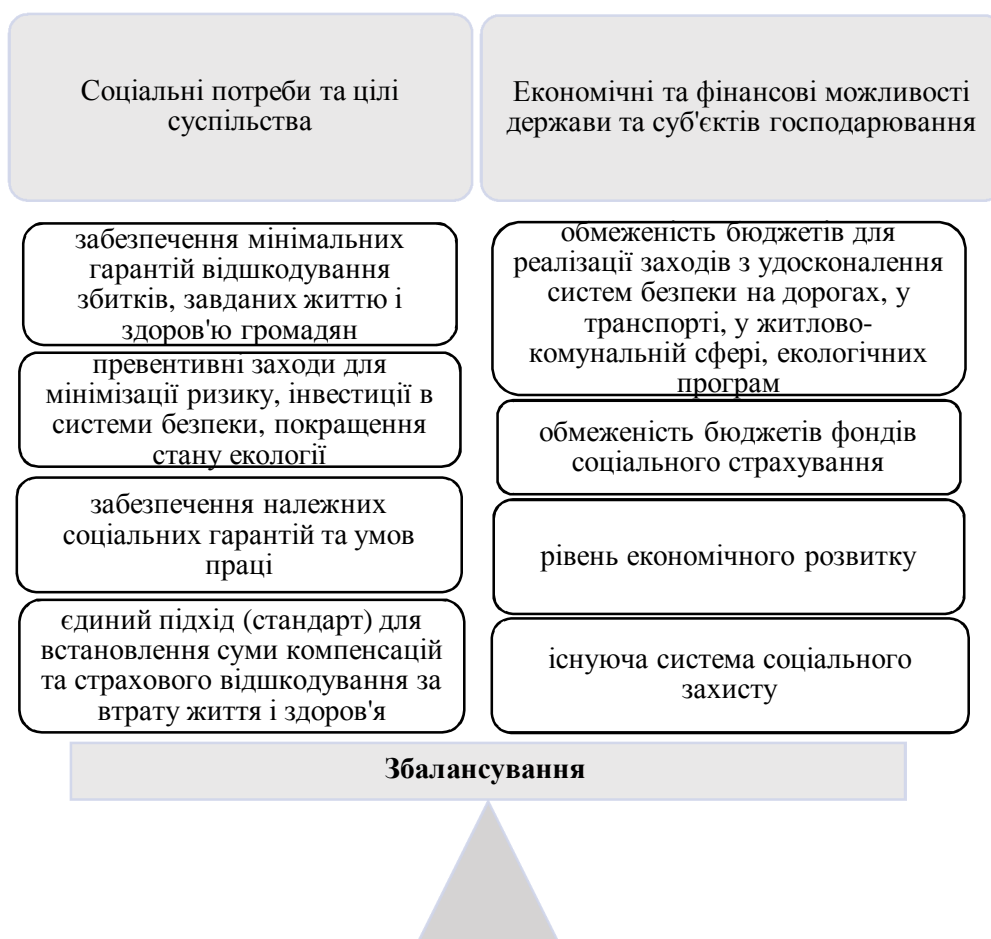 Соціальні потреби та цілі
суспільства
Економічні та фінансові можливості
держави та суб'єктів господарювання
забезпечення мінімальних
гарантій відшкодування
збитків, завданих життю і
здоров'ю громадян
превентивні заходи для
мінімізації ризику, інвестиції в
системи безпеки, покращення
стану екології
забезпечення належних
соціальних гарантій та умов
праці
єдиний підхід (стандарт) для
встановлення суми компенсацій
та страхового відшкодування за
втрату життя і здоров'я
обмеженість бюджетів для
реалізації заходів з удосконалення
систем безпеки на дорогах, у
транспорті, у житлово-
комунальній сфері, екологічних
програм
обмеженість бюджетів фондів
соціального страхування
рівень економічного розвитку
існуюча система соціального
захисту
Збалансування